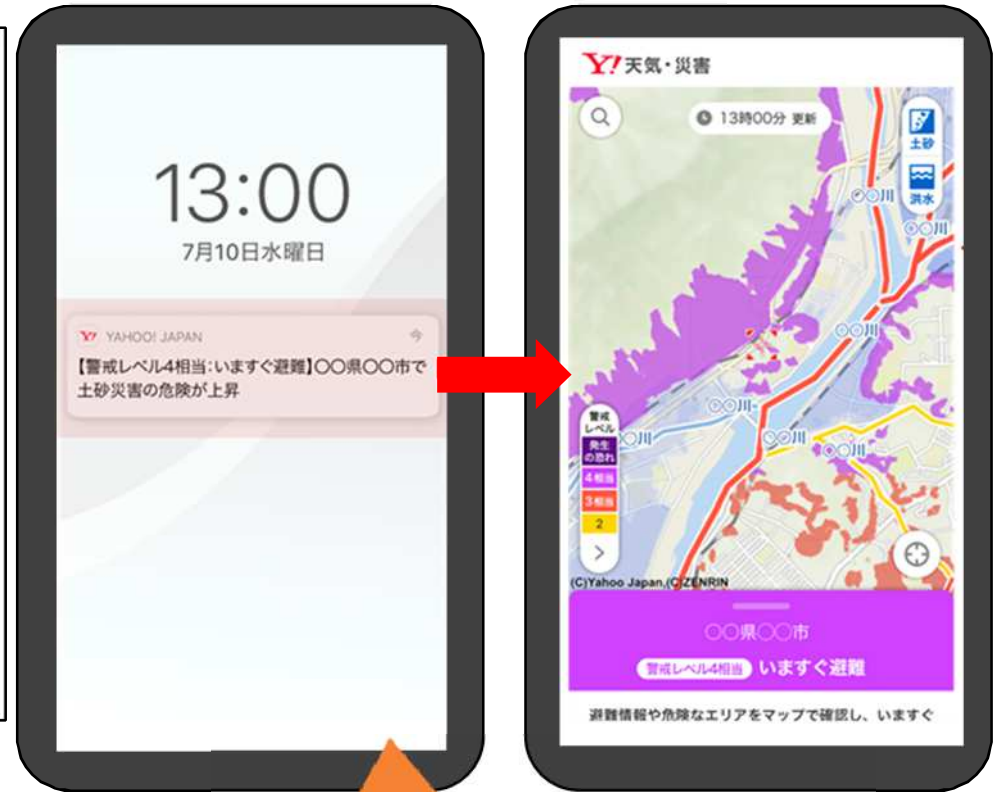 13:00
7月10日水曜日
Y! YAHOO! JAPAN
今
【警戒レベル4相当:いますぐ避難】〇〇県〇〇市で
土砂災害の危険が上昇
Y! 天気・災害
13時00分 更新
土砂
洪水
〇〇川
〇〇川
〇〇川
〇〇川
〇川
〇〇川
〇〇川
警戒
レベル
発生
の恐れ
4相当
3相当
2
(C)Yahoo Japan,(C)ZENRIN
〇〇県〇〇市
警戒レベル4相当 いますぐ避難
避難情報や危険なエリアをマップで確認し、いますぐ